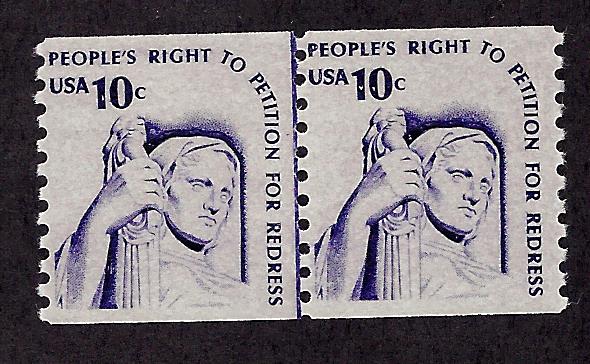 PEOPLE'S RIGHT TO PETITION FOR REDRESS
USA 10c
PEOPLE'S RIGHT TO PETITION FOR REDRESS
USA 10c